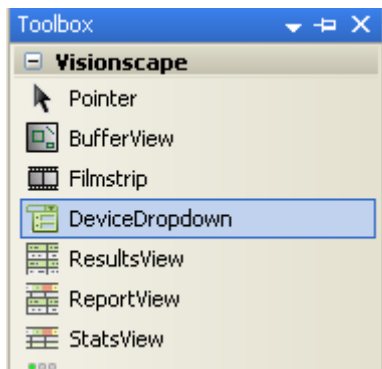 Toolbox
Visionscape
Pointer
BufferView
Filmstrip
DeviceDropdown
ResultsView
ReportView
StatsView